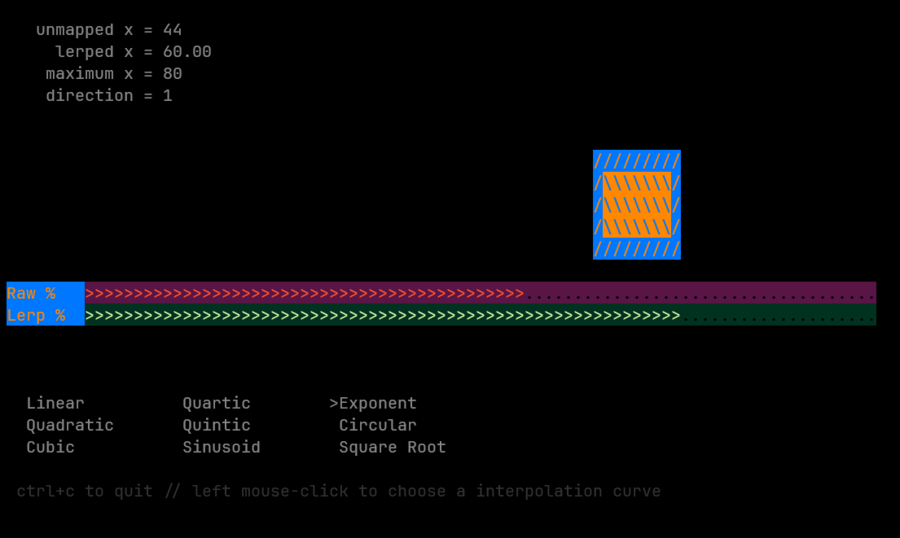 unmapped x = 44
lerped x = 60.00
maximum x = 80
direction = 1
/////////
/\\\\\\\/
/\\\\\\\/
/\\\\\\\/
/////////
Raw % >>>>>>>>>>>>>>>>>>>>>>>>>>>>>>>>>>>>>>>>>>>>>....................................
Lerp % >>>>>>>>>>>>>>>>>>>>>>>>>>>>>>>>>>>>>>>>>>>>>>>>>>>>>>>>>>>>>....................
Linear Quartic >Exponent
Quadratic Quintic Circular
Cubic Sinusoid Square Root
ctrl+c to quit // left mouse-click to choose a interpolation curve